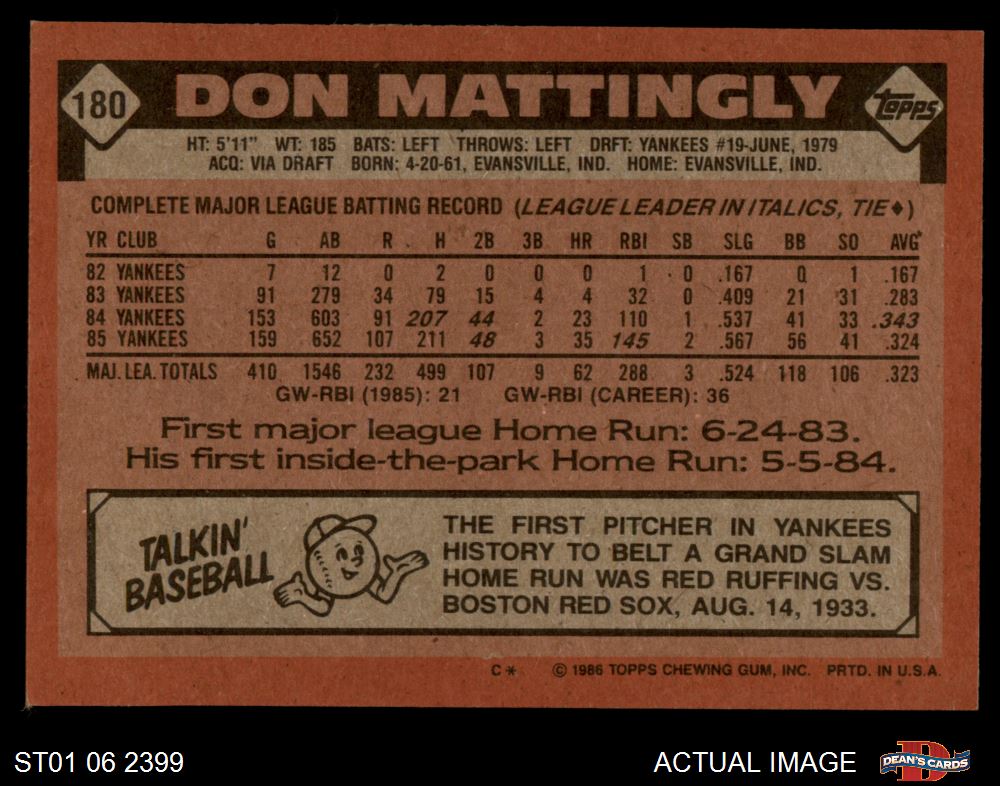 180 DON MATTINGLY Topps
HT: 5'11" WT: 185 BATS: LEFT THROWS: LEFT DRFT: YANKEES #19-JUNE, 1979
ACQ: VIA DRAFT BORN: 4-20-61, EVANSVILLE, IND. HOME: EVANSVILLE, IND.
COMPLETE MAJOR LEAGUE BATTING RECORD (LEAGUE LEADER IN ITALICS, TIE♦)
YR CLUB G AB R H 2B 3B HR RBI SB SLG BB SO AVG
82 YANKEES 7 12 0 2 0 0 0 1 0 .167 0 1 .167
83 YANKEES 91 279 34 79 15 4 4 32 0 .409 21 31 .283
84 YANKEES 153 603 91 207 44 2 23 110 1 .537 41 33 .343
85 YANKEES 159 652 107 211 48 3 35 145 2 .567 56 41 .324
MAJ. LEA. TOTALS 410 1546 232 499 107 9 62 288 3 .524 118 106 .323
GW-RBI (1985): 21 GW-RBI (CAREER): 36
First major league Home Run: 6-24-83.
His first inside-the-park Home Run: 5-5-84.
TALKIN'
BASEBALL
THE FIRST PITCHER IN YANKEES
HISTORY TO BELT A GRAND SLAM
HOME RUN WAS RED RUFFING VS.
BOSTON RED SOX, AUG. 14, 1933.
C* © 1986 TOPPS CHEWING GUM, INC. PRTD. IN U.S.A.
ST01 06 2399 ACTUAL IMAGE D DEAN'S CARDS